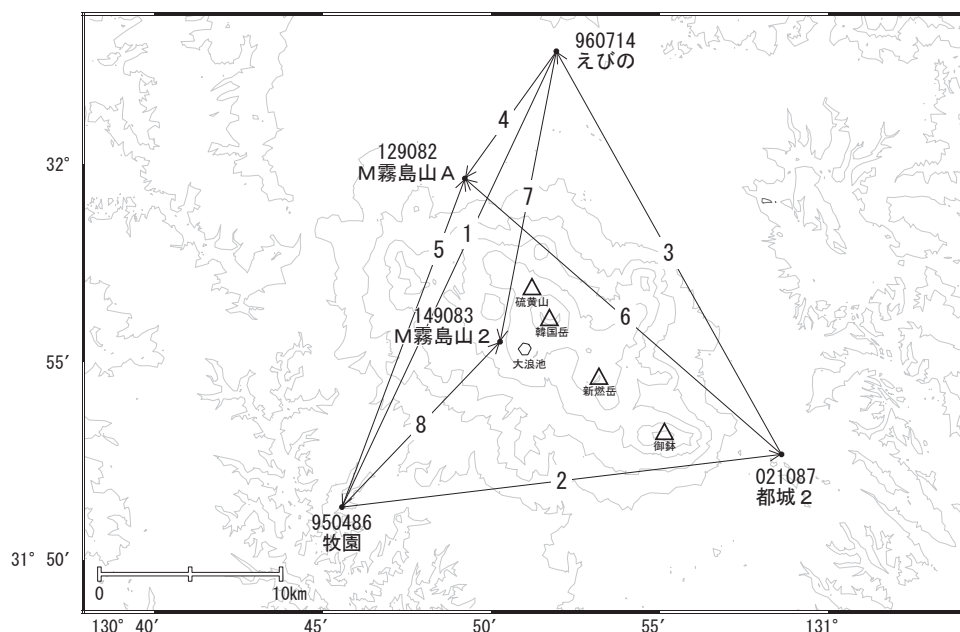 960714
えびの
4
129082
M霧島山A
32°
7
5
1
3
硫黄山
149083
M霧島山2
韓国岳
6
大浪池
55′
新燃岳
8
御鉢
021087
都城2
2
950486
牧園
31° 50′
0
10km
130° 40′
45′
50′
55′
131°